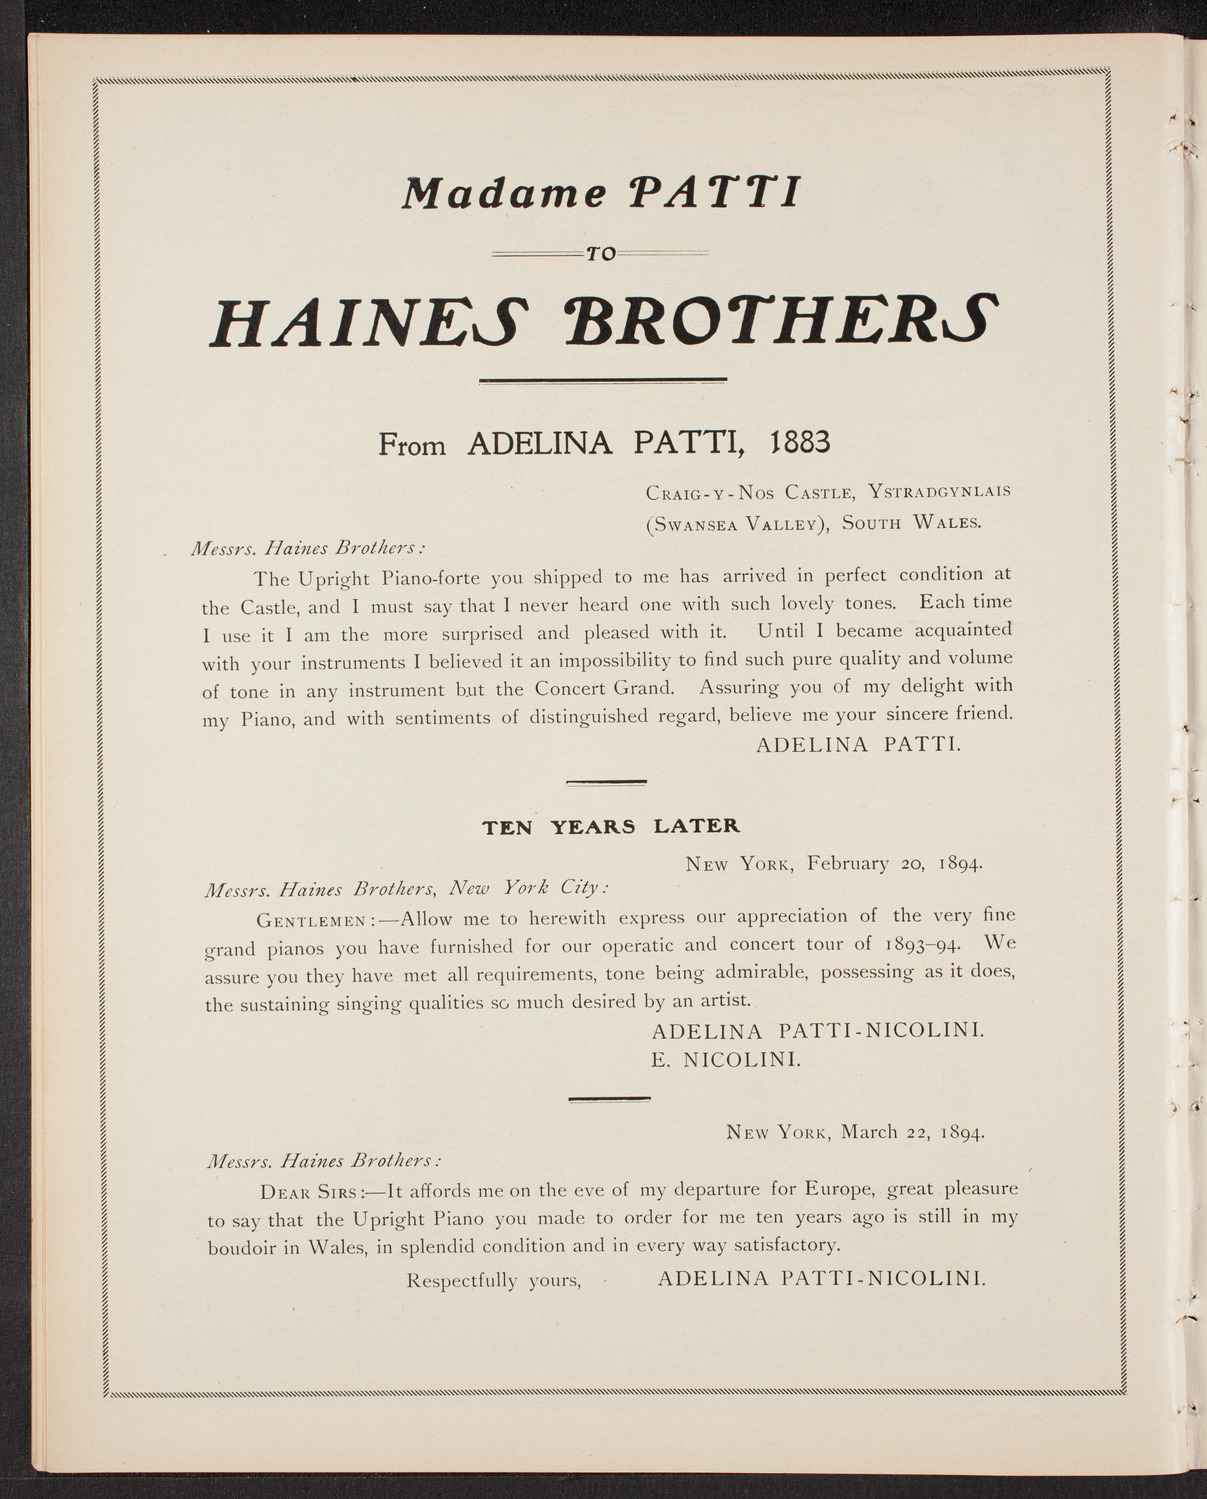 Madame PATTI
TO
HAINES BROTHERS
From ADELINA PATTI, 1883
CRAIG-Y-NOS CASTLE, YSTRADGYNLAIS
(SWANSEA VALLEY), SOUTH WALES.
Messrs. Haines Brothers:
The Upright Piano-forte you shipped to me has arrived in perfect condition at
the Castle, and I must say that I never heard one with such lovely tones. Each time
I use it I am the more surprised and pleased with it. Until I became acquainted
with your instruments I believed it an impossibility to find such pure quality and volume
of tone in any instrument but the Concert Grand. Assuring you of my delight with
my Piano, and with sentiments of distinguished regard, believe me your sincere friend.
ADELINA PATTI.
TEN YEARS LATER
NEW YORK, February 20, 1894.
Messrs. Haines Brothers, New York City:
GENTLEMEN:—Allow me to herewith express our appreciation of the very fine
grand pianos you have furnished for our operatic and concert tour of 1893–94. We
assure you they have met all requirements, tone being admirable, possessing as it does,
the sustaining singing qualities so much desired by an artist.
ADELINA PATTI-NICOLINI.
E. NICOLINI.
NEW YORK, March 22, 1894.
Messrs. Haines Brothers:
DEAR SIRS:—It affords me on the eve of my departure for Europe, great pleasure
to say that the Upright Piano you made to order for me ten years ago is still in my
boudoir in Wales, in splendid condition and in every way satisfactory.
Respectfully yours, ADELINA PATTI-NICOLINI.